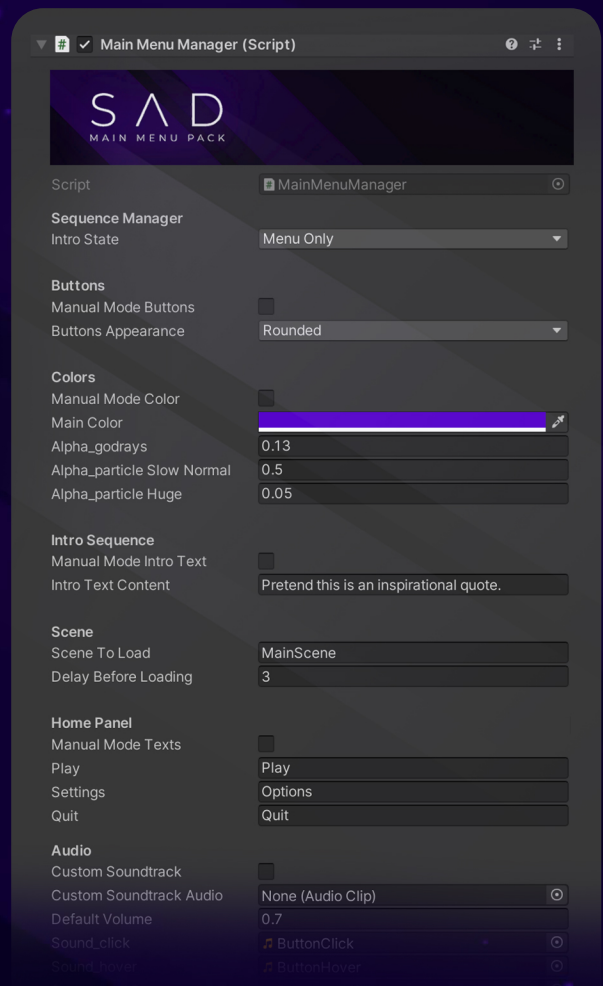 Main Menu Manager (Script)
SAD
MAIN MENU PACK
Script MainMenuManager
Sequence Manager
Intro State Menu Only
Buttons
Manual Mode Buttons
Buttons Appearance Rounded
Colors
Manual Mode Color
Main Color
Alpha_godrays 0.13
Alpha_particle Slow Normal 0.5
Alpha_particle Huge 0.05
Intro Sequence
Manual Mode Intro Text
Intro Text Content Pretend this is an inspirational quote.
Scene
Scene To Load MainScene
Delay Before Loading 3
Home Panel
Manual Mode Texts
Play Play
Settings Options
Quit Quit
Audio
Custom Soundtrack
Custom Soundtrack Audio None (Audio Clip)
Default Volume 0.7
Sound_click ButtonClick
Sound_hover ButtonHover